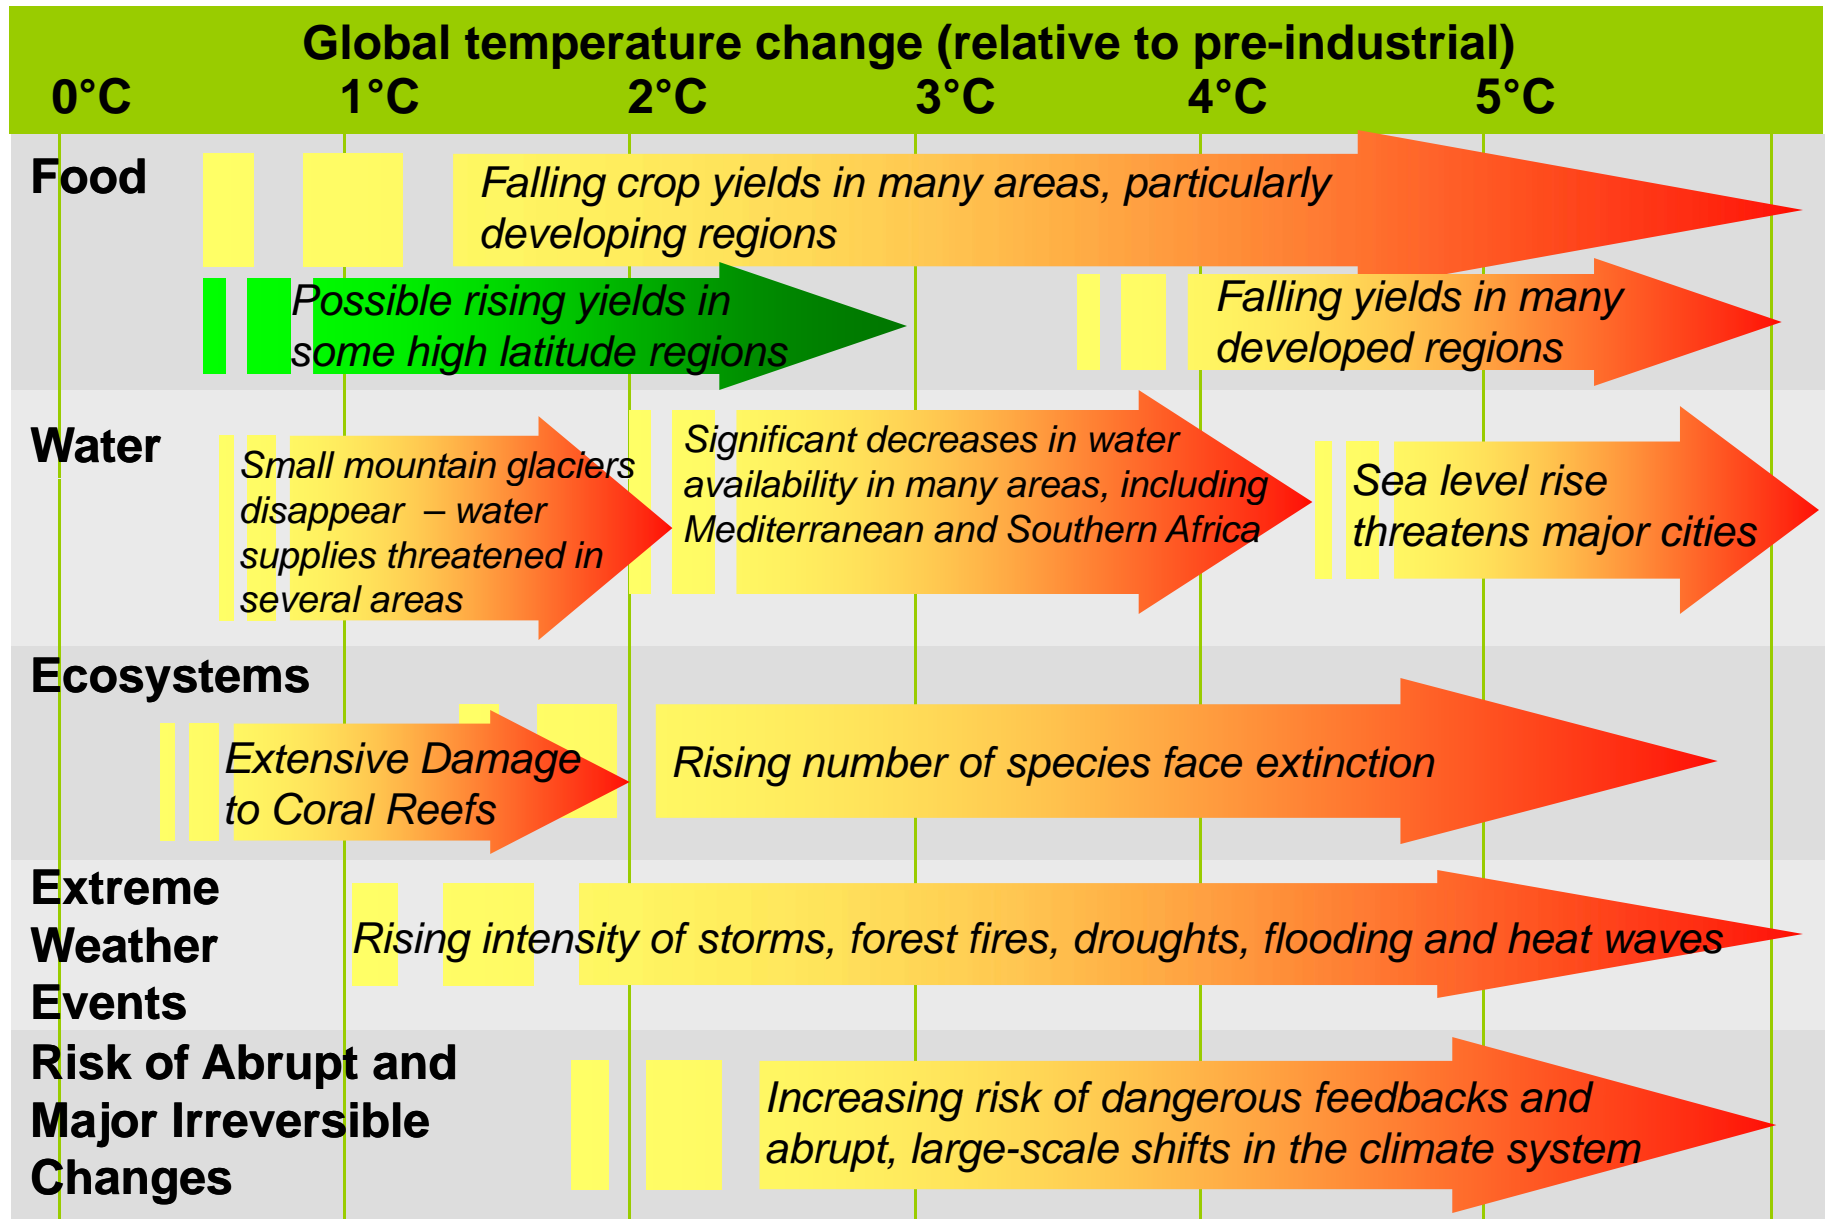 Global temperature change (relative to pre-industrial)
0°C 1°C 2°C 3°C 4°C 5°C
Food
Falling crop yields in many areas, particularly
developing regions
Possible rising yields in
some high latitude regions
Falling yields in many
developed regions
Water
Small mountain glaciers
disappear – water
supplies threatened in
several areas
Significant decreases in water
availability in many areas, including
Mediterranean and Southern Africa
Sea level rise
threatens major cities
Ecosystems
Extensive Damage
to Coral Reefs
Rising number of species face extinction
Extreme
Weather
Events
Rising intensity of storms, forest fires, droughts, flooding and heat waves
Risk of Abrupt and
Major Irreversible
Changes
Increasing risk of dangerous feedbacks and
abrupt, large-scale shifts in the climate system